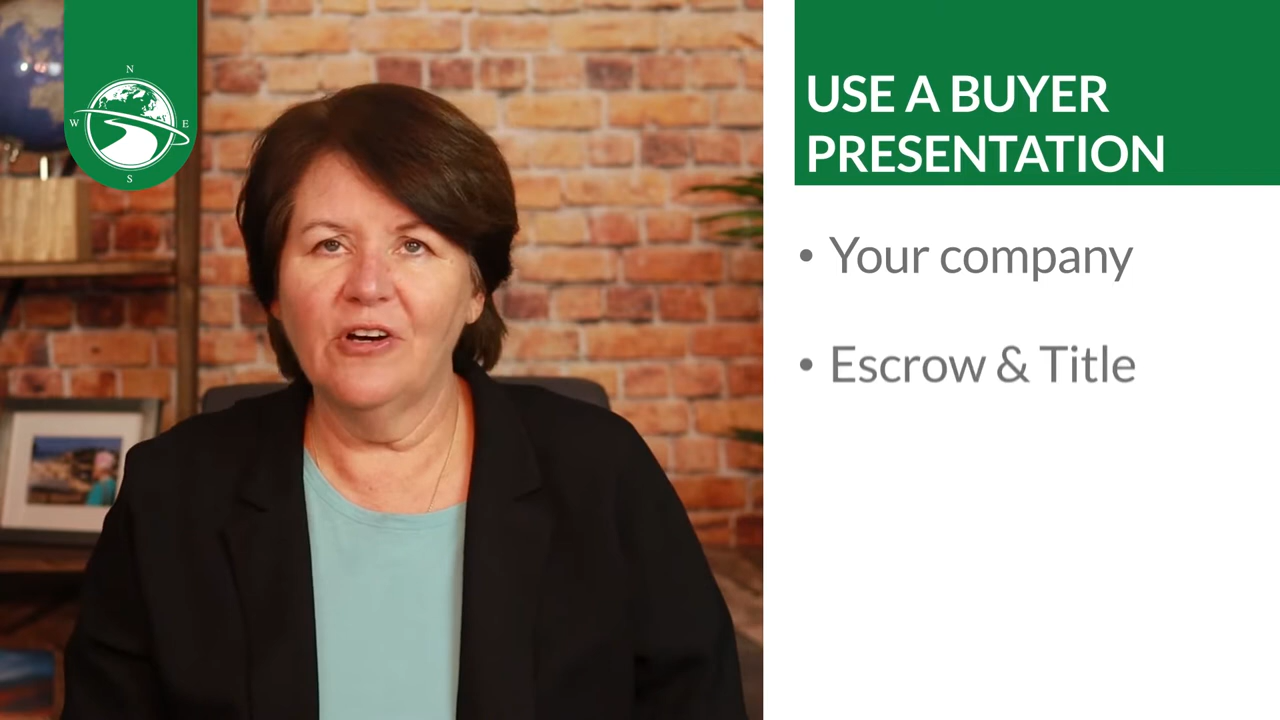 N
W E
S
USE A BUYER
PRESENTATION
• Your company
• Escrow & Title